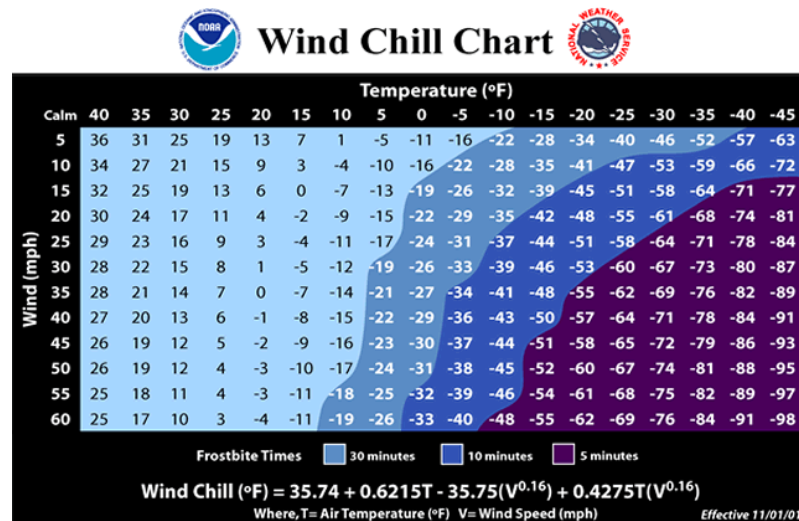 NOAA
Wind Chill Chart
NATIONAL WEATHER SERVICE
Temperature (ºF)
Calm 40 35 30 25 20 15 10 5 0 -5 -10 -15 -20 -25 -30 -35 -40 -45
Wind (mph)
5 36 31 25 19 13 7 1 -5 -11 -16 -22 -28 -34 -40 -46 -52 -57 -63
10 34 27 21 15 9 3 -4 -10 -16 -22 -28 -35 -41 -47 -53 -59 -66 -72
15 32 25 19 13 6 0 -7 -13 -19 -26 -32 -39 -45 -51 -58 -64 -71 -77
20 30 24 17 11 4 -2 -9 -15 -22 -29 -35 -42 -48 -55 -61 -68 -74 -81
25 29 23 16 9 3 -4 -11 -17 -24 -31 -37 -44 -51 -58 -64 -71 -78 -84
30 28 22 15 8 1 -5 -12 -19 -26 -33 -39 -46 -53 -60 -67 -73 -80 -87
35 28 21 14 7 0 -7 -14 -21 -27 -34 -41 -48 -55 -62 -69 -76 -82 -89
40 27 20 13 6 -1 -8 -15 -22 -29 -36 -43 -50 -57 -64 -71 -78 -84 -91
45 26 19 12 5 -2 -9 -16 -23 -30 -37 -44 -51 -58 -65 -72 -79 -86 -93
50 26 19 12 4 -3 -10 -17 -24 -31 -38 -45 -52 -60 -67 -74 -81 -88 -95
55 25 18 11 4 -3 -11 -18 -25 -32 -39 -46 -54 -61 -68 -75 -82 -89 -97
60 25 17 10 3 -4 -11 -19 -26 -33 -40 -48 -55 -62 -69 -76 -84 -91 -98
Frostbite Times 30 minutes 10 minutes 5 minutes
Wind Chill (ºF) = 35.74 + 0.6215T - 35.75(V0.16) + 0.4275T(V0.16)
Where, T= Air Temperature (ºF) V= Wind Speed (mph) Effective 11/01/01